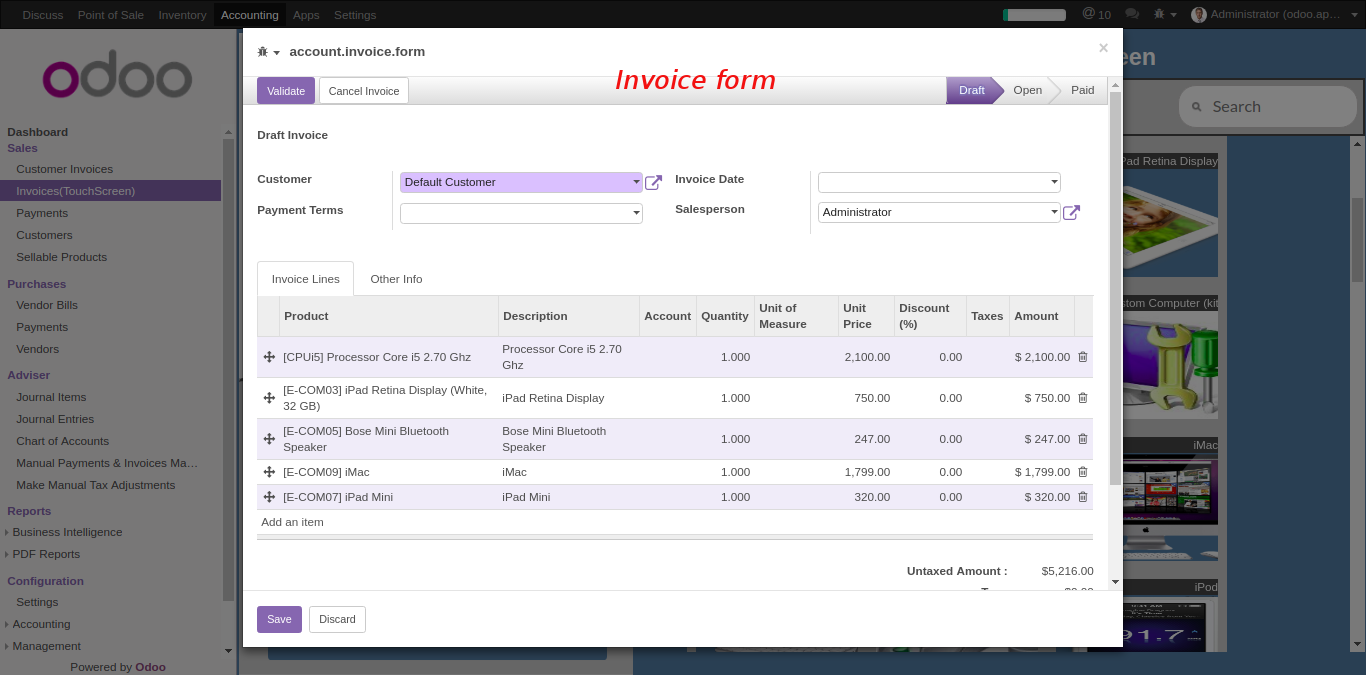 Discuss Point of Sale Inventory Accounting Apps Settings
@ 10
Administrator (odoo.ap...
odoo
Dashboard
Sales
Customer Invoices
Invoices(TouchScreen)
Payments
Customers
Sellable Products
Purchases
Vendor Bills
Payments
Vendors
Adviser
Journal Items
Journal Entries
Chart of Accounts
Manual Payments & Invoices Ma...
Make Manual Tax Adjustments
Reports
Business Intelligence
PDF Reports
Configuration
Settings
Accounting
Management
Powered by Odoo
account.invoice.form
×
Invoice form
Validate Cancel Invoice
Draft Open Paid
Draft Invoice
Customer Default Customer Invoice Date
Payment Terms Salesperson Administrator
Invoice Lines Other Info
Product Description Account Quantity Unit of Measure Unit Price Discount (%) Taxes Amount
[CPUi5] Processor Core i5 2.70 Ghz Processor Core i5 2.70 Ghz 1.000 2,100.00 0.00 $ 2,100.00
[E-COM03] iPad Retina Display (White, 32 GB) iPad Retina Display 1.000 750.00 0.00 $ 750.00
[E-COM05] Bose Mini Bluetooth Speaker Bose Mini Bluetooth Speaker 1.000 247.00 0.00 $ 247.00
[E-COM09] iMac iMac 1.000 1,799.00 0.00 $ 1,799.00
[E-COM07] iPad Mini iPad Mini 1.000 320.00 0.00 $ 320.00
Add an item
Untaxed Amount : $5,216.00
Save Discard
een
Search
Pad Retina Display
stom Computer (kit
iMac
iPod
91.7